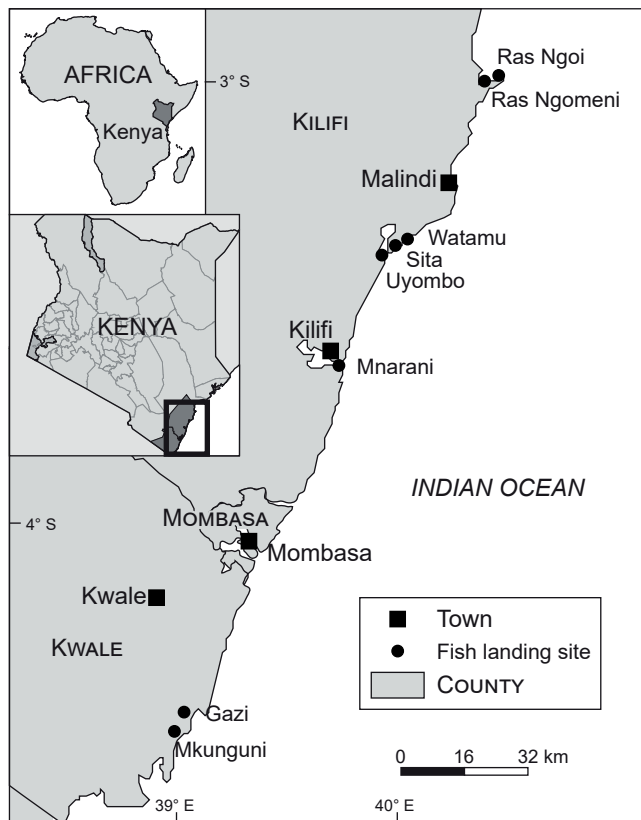 AFRICA
Kenya
3° S
Ras Ngoi
Ras Ngomeni
KILIFI
Malindi
Watamu
Sita
Uyombo
KENYA
Kilifi
Mnarani
INDIAN OCEAN
4° S
MOMBASA
Mombasa
Kwale
KWALE
Town
Fish landing site
COUNTY
Gazi
Mkunguni
0 16 32 km
39° E 40° E